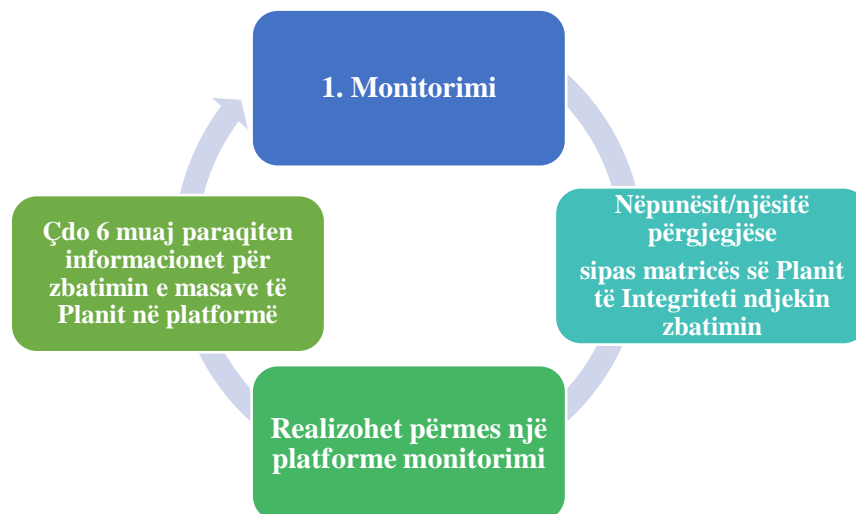 1. Monitorimi
Nëpunësit/njësitë
përgjegjëse
sipas matricës së Planit
të Integriteti ndjekin
zbatimin
Realizohet përmes një
platforme monitorimi
Çdo 6 muaj paraqiten
informacionet për
zbatimin e masave të
Planit në platformë